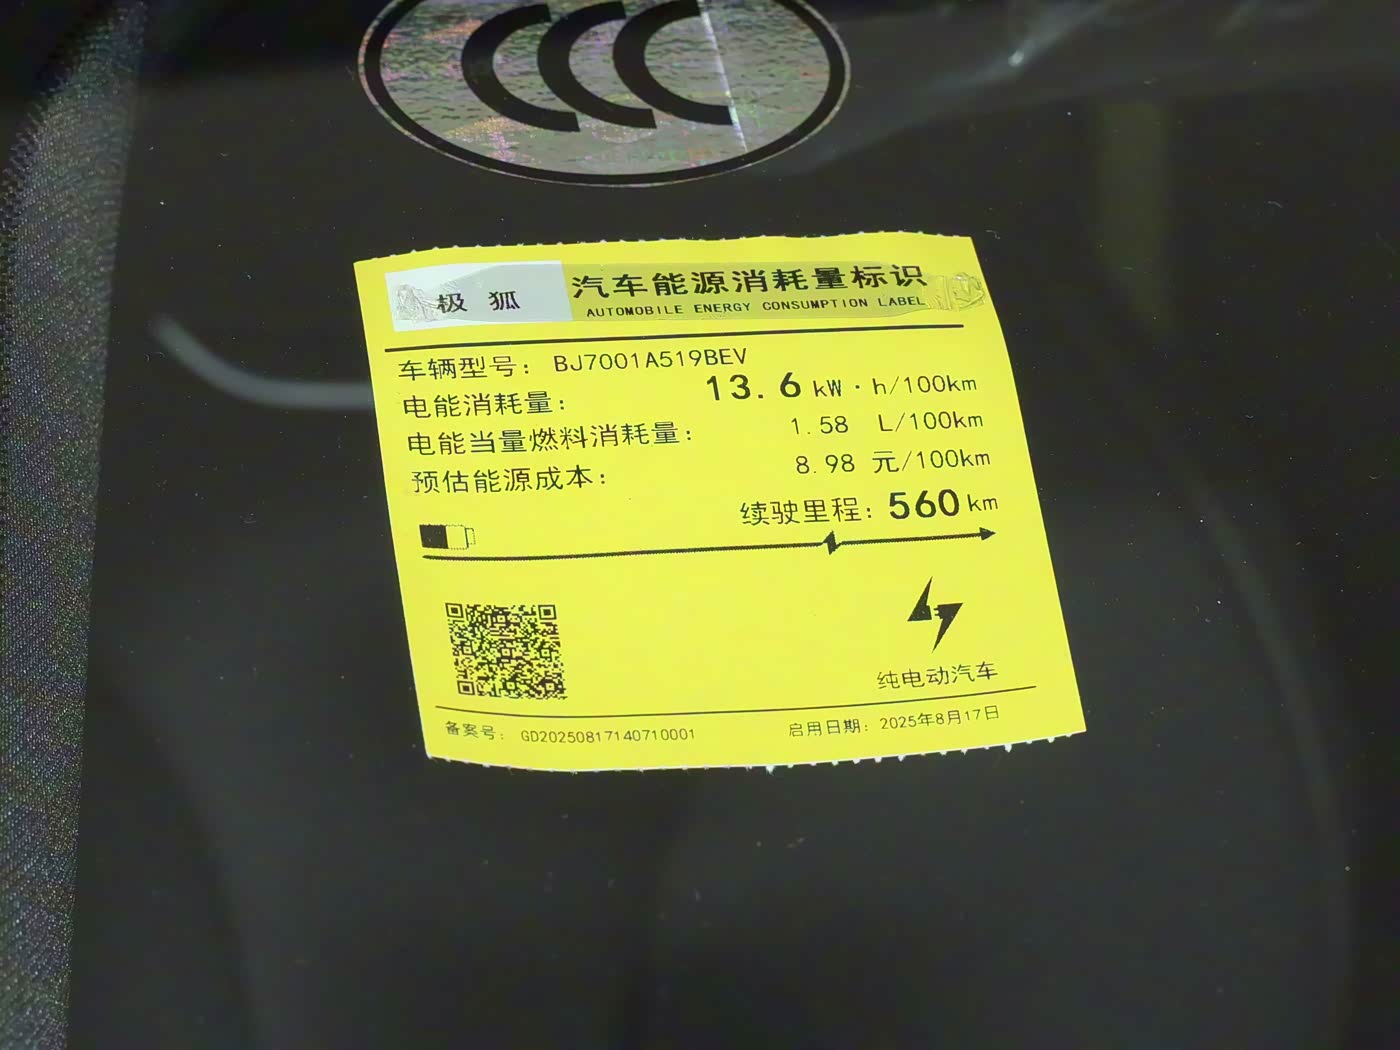 CCC
极 狐
汽车能源消耗量标识
AUTOMOBILE ENERGY CONSUMPTION LABEL
车辆型号: BJ7001A519BEV
电能消耗量: 13.6 kW·h/100km
电能当量燃料消耗量: 1.58 L/100km
预估能源成本: 8.98 元/100km
续驶里程: 560 km
纯电动汽车
备案号: GD20250817140710001 启用日期: 2025年8月17日